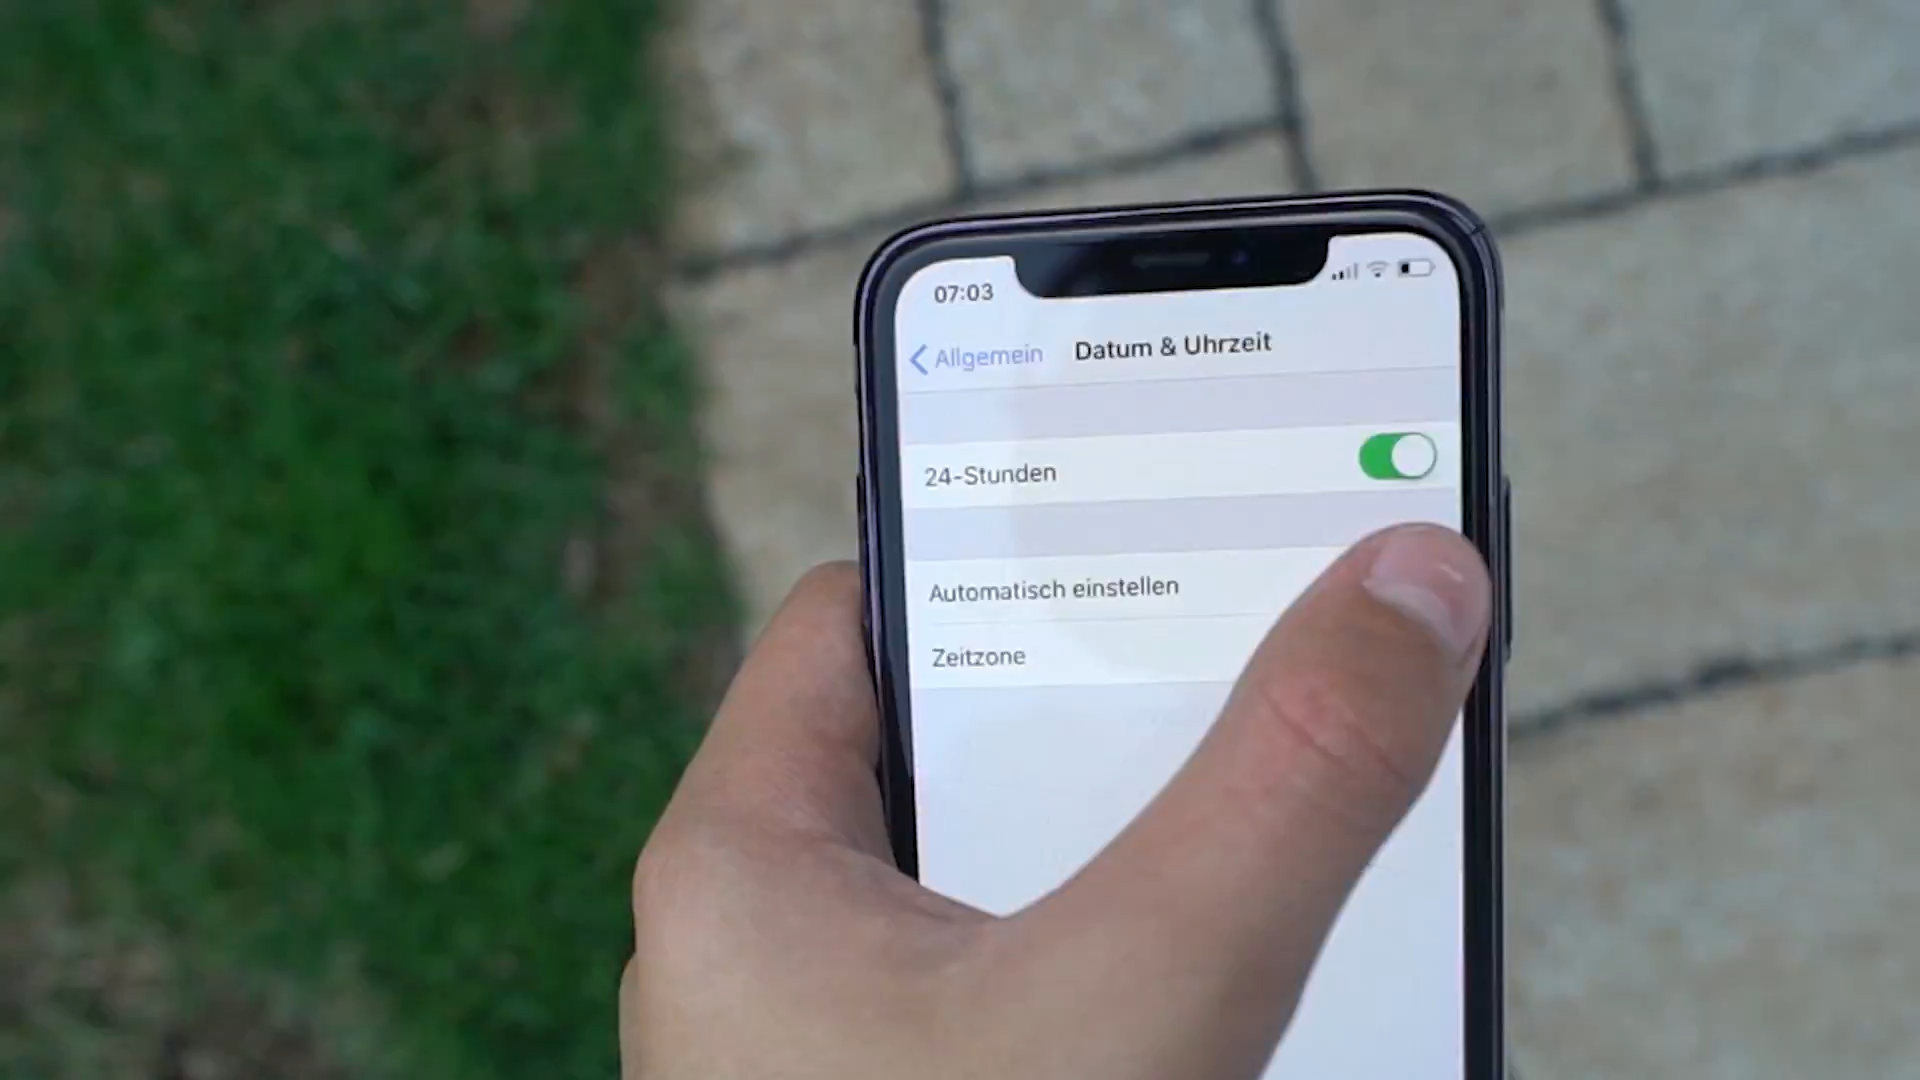 07:03
Allgemein
Datum & Uhrzeit
24-Stunden
Automatisch einstellen
Zeitzone